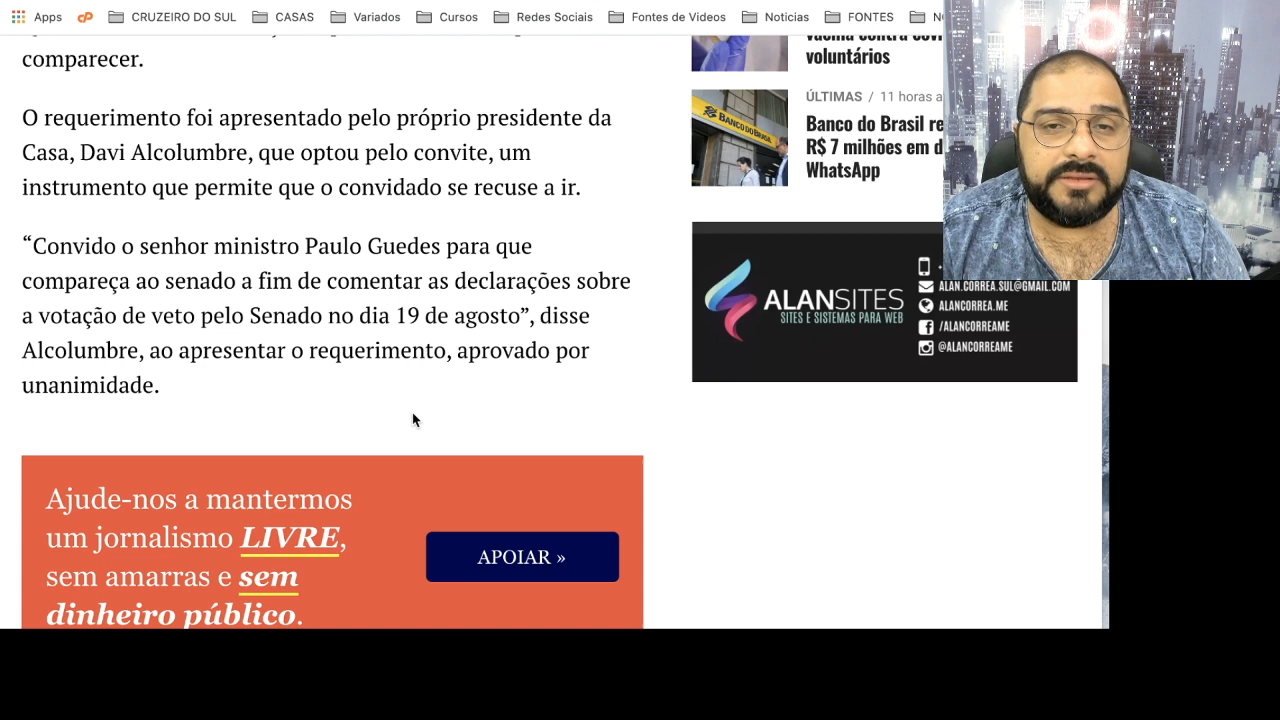 Apps CRUZEIRO DO SUL CASAS Variados Cursos Redes Sociais Fontes de Videos Noticias FONTES
comparecer.
O requerimento foi apresentado pelo próprio presidente da
Casa, Davi Alcolumbre, que optou pelo convite, um
instrumento que permite que o convidado se recuse a ir.
“Convido o senhor ministro Paulo Guedes para que
compareça ao senado a fim de comentar as declarações sobre
a votação de veto pelo Senado no dia 19 de agosto”, disse
Alcolumbre, ao apresentar o requerimento, aprovado por
unanimidade.
Ajude-nos a mantermos
um jornalismo LIVRE,
sem amarras e sem
dinheiro público.
APOIAR »
voluntários
ÚLTIMAS / 11 horas a
Banco do Brasil re
R$ 7 milhões em d
WhatsApp
BANCO DO BRASIL
ALANSITES
SITES E SISTEMAS PARA WEB
ALAN.CORREA.SUL@GMAIL.COM
ALANCORREA.ME
/ALANCORREAME
@ALANCORREAME